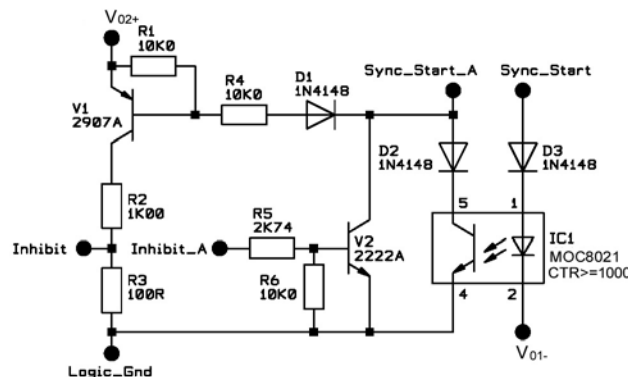 V02+
R1
10K0
R4
10K0
D1
1N4148
Sync_Start_A
Sync_Start
V1
2907A
D2
1N4148
D3
1N4148
R2
1K00
R5
2K74
5
1
Inhibit
Inhibit_A
V2
2222A
IC1
MOC8021
CTR>=1000
R3
100R
R6
10K0
4
2
Logic_Gnd
V01-